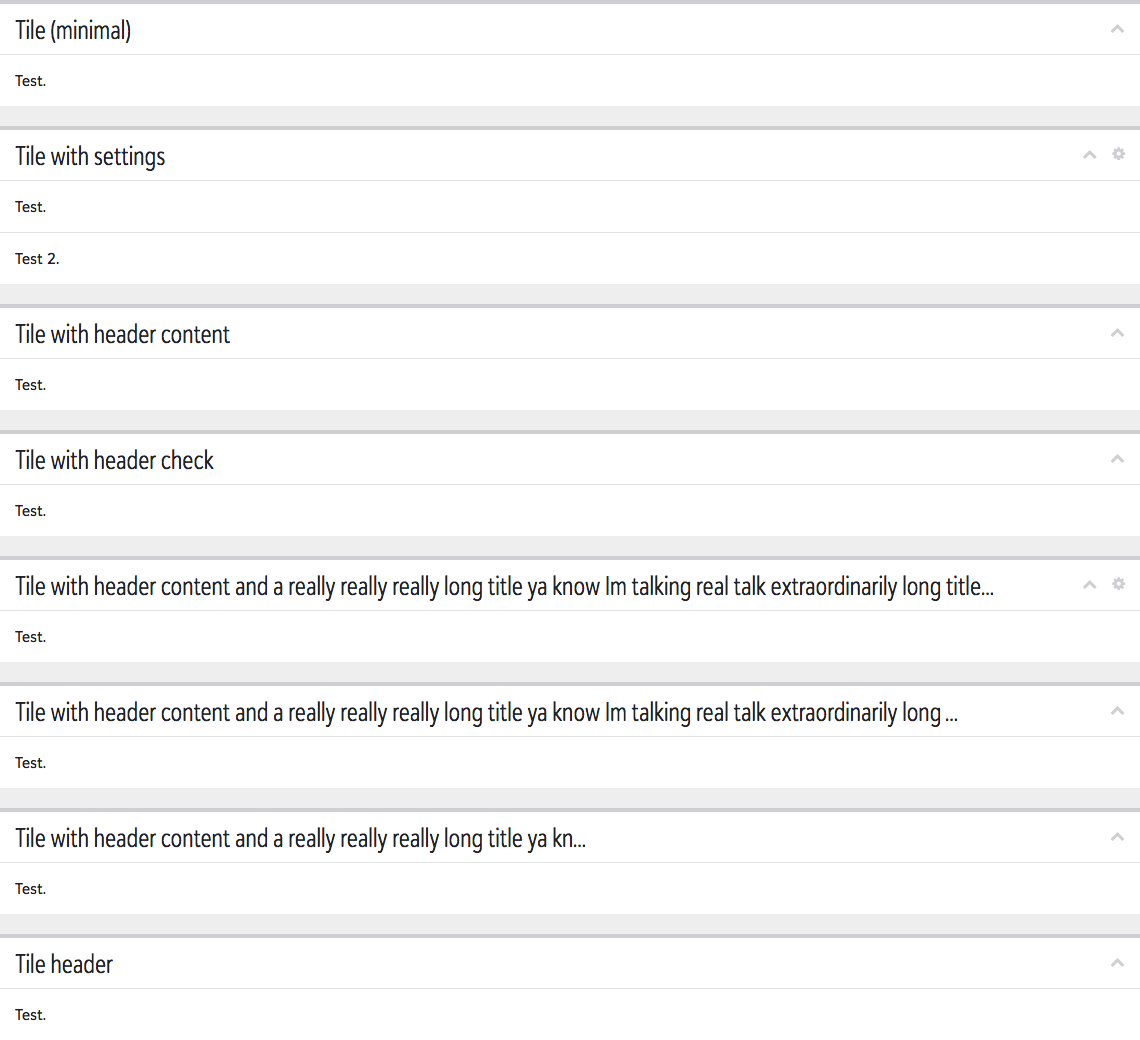 Tile (minimal)
Test.
Tile with settings
Test.
Test 2.
Tile with header content
Test.
Tile with header check
Test.
Tile with header content and a really really really long title ya know Im talking real talk extraordinarily long title...
Test.
Tile with header content and a really really really long title ya know Im talking real talk extraordinarily long ...
Test.
Tile with header content and a really really really long title ya kn...
Test.
Tile header
Test.